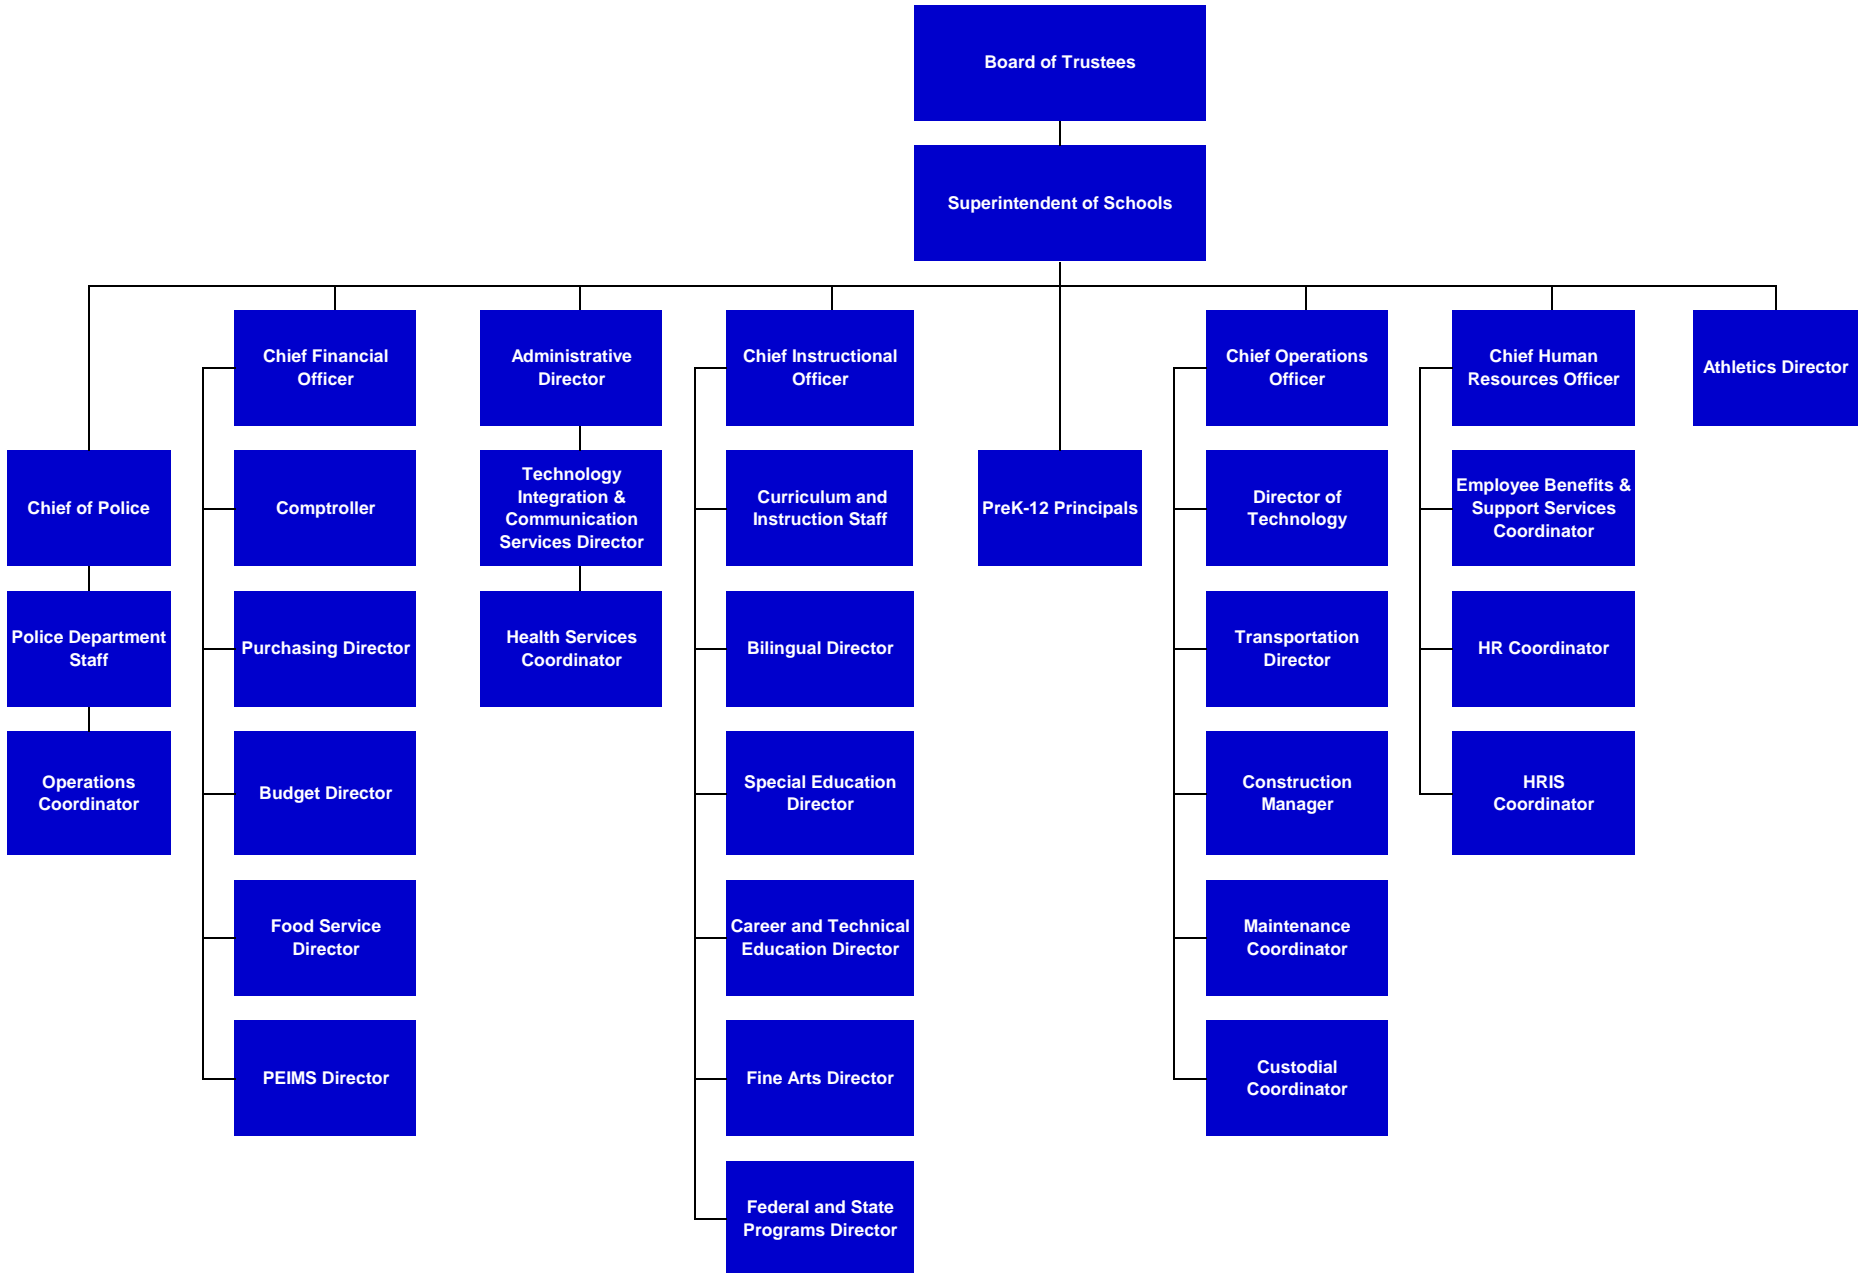 Board of Trustees
Superintendent of Schools
Chief Financial
Officer
Administrative
Director
Chief Instructional
Officer
Chief Operations
Officer
Chief Human
Resources Officer
Athletics Director
Chief of Police
Comptroller
Technology
Integration &
Communication
Services Director
Curriculum and
Instruction Staff
PreK-12 Principals
Director of
Technology
Employee Benefits &
Support Services
Coordinator
Police Department
Staff
Purchasing Director
Health Services
Coordinator
Bilingual Director
Transportation
Director
HR Coordinator
Operations
Coordinator
Budget Director
Special Education
Director
Construction
Manager
HRIS
Coordinator
Food Service
Director
Career and Technical
Education Director
Maintenance
Coordinator
PEIMS Director
Fine Arts Director
Custodial
Coordinator
Federal and State
Programs Director